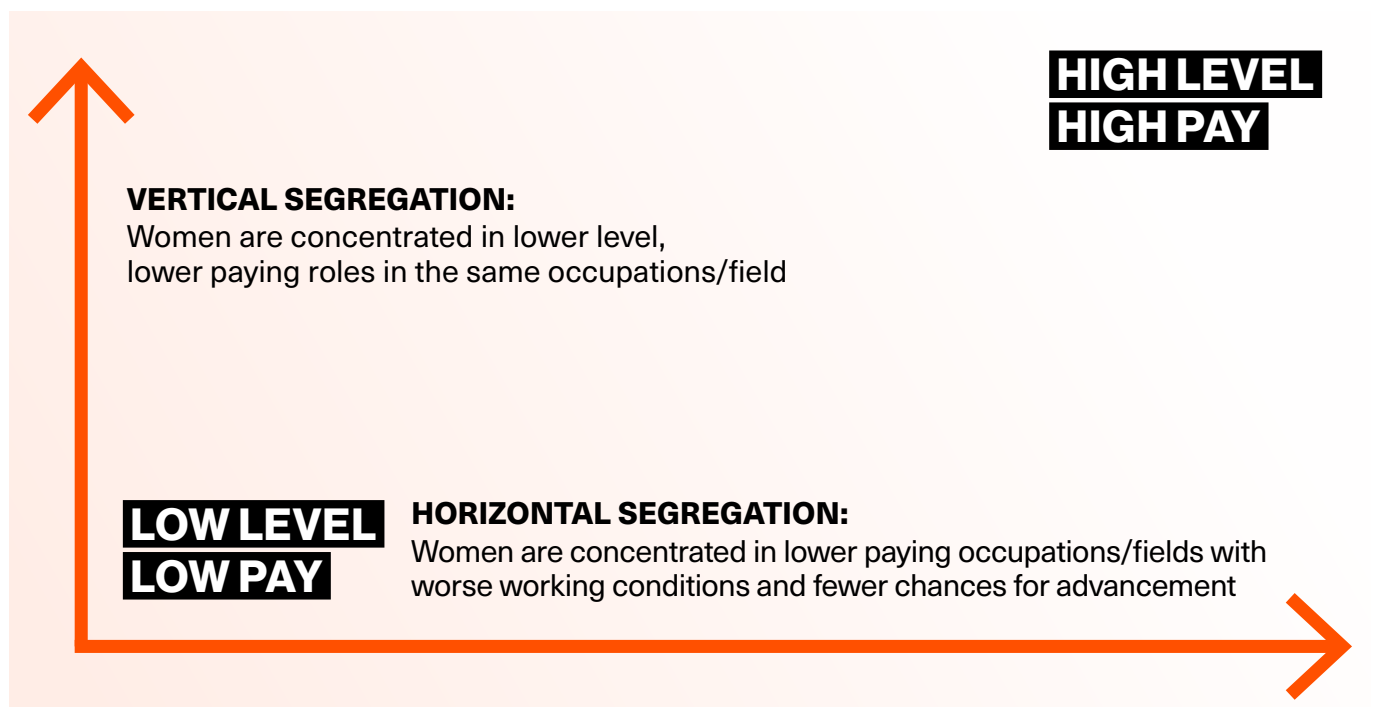 HIGH LEVEL
HIGH PAY
VERTICAL SEGREGATION:
Women are concentrated in lower level,
lower paying roles in the same occupations/field
LOW LEVEL
LOW PAY
HORIZONTAL SEGREGATION:
Women are concentrated in lower paying occupations/fields with
worse working conditions and fewer chances for advancement